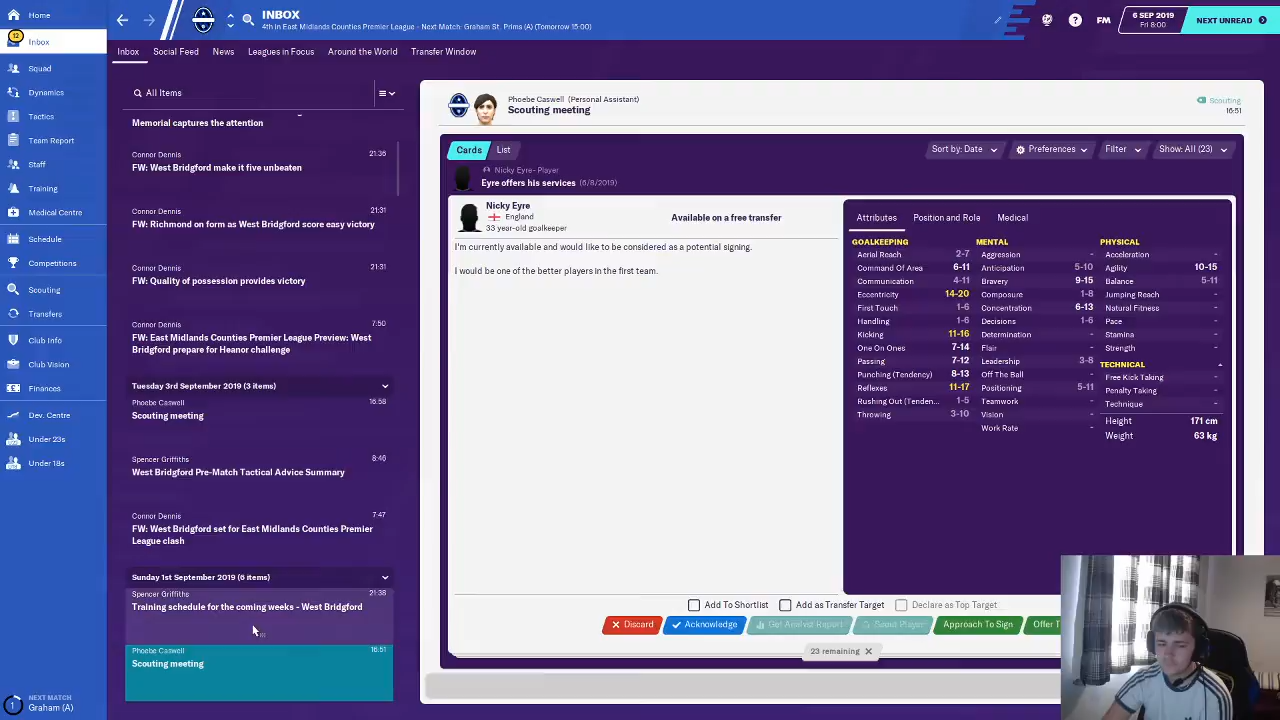 Home
INBOX
4th in East Midlands Counties Premier League - Next Match: Graham St. Prims (A) (Tomorrow 15:00)
FM
6 SEP 2019
Fri 8:00
NEXT UNREAD
12
Inbox
Squad
Dynamics
Tactics
Team Report
Staff
Training
Medical Centre
Schedule
Competitions
Scouting
Transfers
Club Info
Club Vision
Finances
Dev. Centre
Under 23s
Under 18s
1
NEXT MATCH
Graham (A)
Inbox
Social Feed
News
Leagues in Focus
Around the World
Transfer Window
All Items
Memorial captures the attention
Connor Dennis
21:36
FW: West Bridgford make it five unbeaten
Connor Dennis
21:31
FW: Richmond on form as West Bridgford score easy victory
Connor Dennis
21:31
FW: Quality of possession provides victory
Connor Dennis
7:50
FW: East Midlands Counties Premier League Preview: West
Bridgford prepare for Heanor challenge
Tuesday 3rd September 2019 (3 items)
Phoebe Caswell
16:58
Scouting meeting
Spencer Griffiths
8:46
West Bridgford Pre-Match Tactical Advice Summary
Connor Dennis
7:47
FW: West Bridgford set for East Midlands Counties Premier
League clash
Sunday 1st September 2019 (6 items)
Spencer Griffiths
21:38
Training schedule for the coming weeks - West Bridgford
Phoebe Caswell
16:51
Scouting meeting
Phoebe Caswell (Personal Assistant)
Scouting meeting
Scouting
16:51
Cards
List
Sort by: Date
Preferences
Filter
Show: All (23)
Nicky Eyre- Player
Eyre offers his services (6/8/2019)
Nicky Eyre
England
33 year-old goalkeeper
Available on a free transfer
I'm currently available and would like to be considered as a potential signing.
I would be one of the better players in the first team.
Attributes
Position and Role
Medical
GOALKEEPING
Aerial Reach 2-7
Command Of Area 6-11
Communication 4-11
Eccentricity 14-20
First Touch 1-6
Handling 1-6
Kicking 11-16
One On Ones 7-14
Passing 7-12
Punching (Tendency) 8-13
Reflexes 11-17
Rushing Out (Tenden... 1-5
Throwing 3-10
MENTAL
Aggression -
Anticipation 5-10
Bravery 9-15
Composure 1-8
Concentration 6-13
Decisions 1-6
Determination -
Flair -
Leadership 3-8
Off The Ball -
Positioning 5-11
Teamwork -
Vision -
Work Rate -
PHYSICAL
Acceleration -
Agility 10-15
Balance 5-11
Jumping Reach -
Natural Fitness -
Pace -
Stamina -
Strength -
TECHNICAL
Free Kick Taking -
Penalty Taking -
Technique -
Height 171 cm
Weight 63 kg
Add To Shortlist
Add as Transfer Target
Declare as Top Target
Discard
Acknowledge
Get Analyst Report
Scout Player
Approach To Sign
Offer T
23 remaining